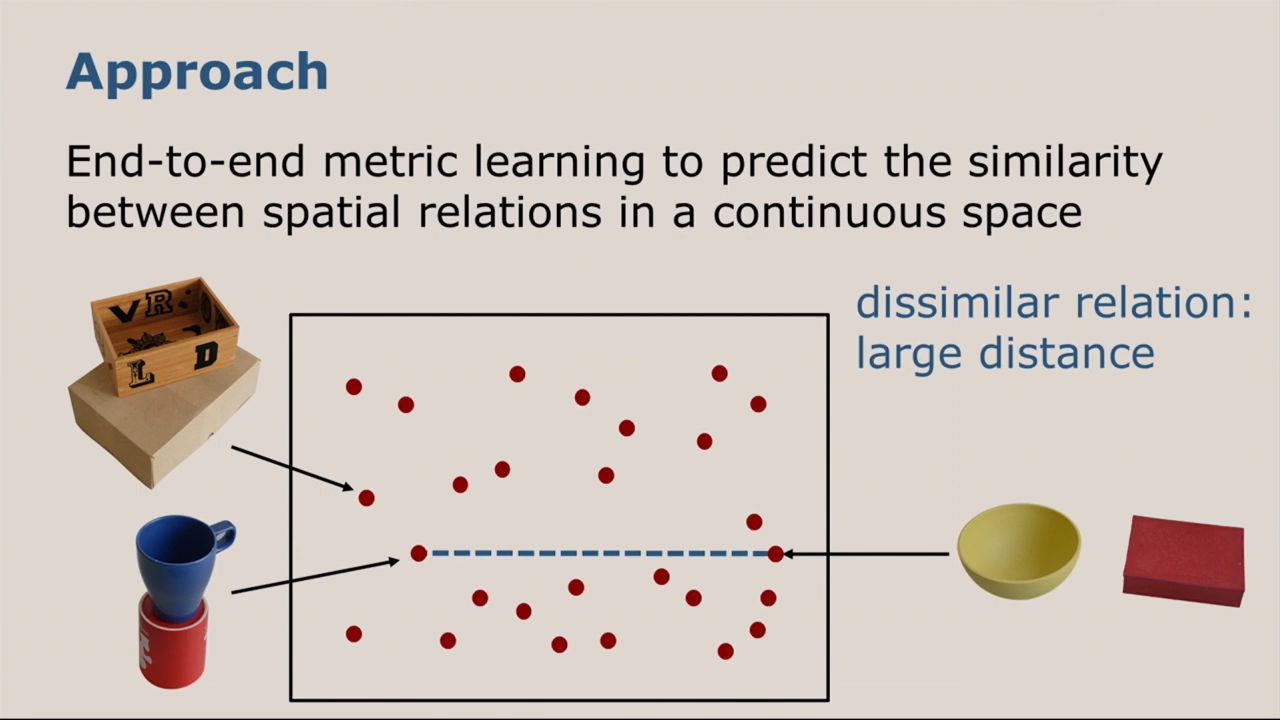 Approach
End-to-end metric learning to predict the similarity
between spatial relations in a continuous space
dissimilar relation:
large distance
V R
L D